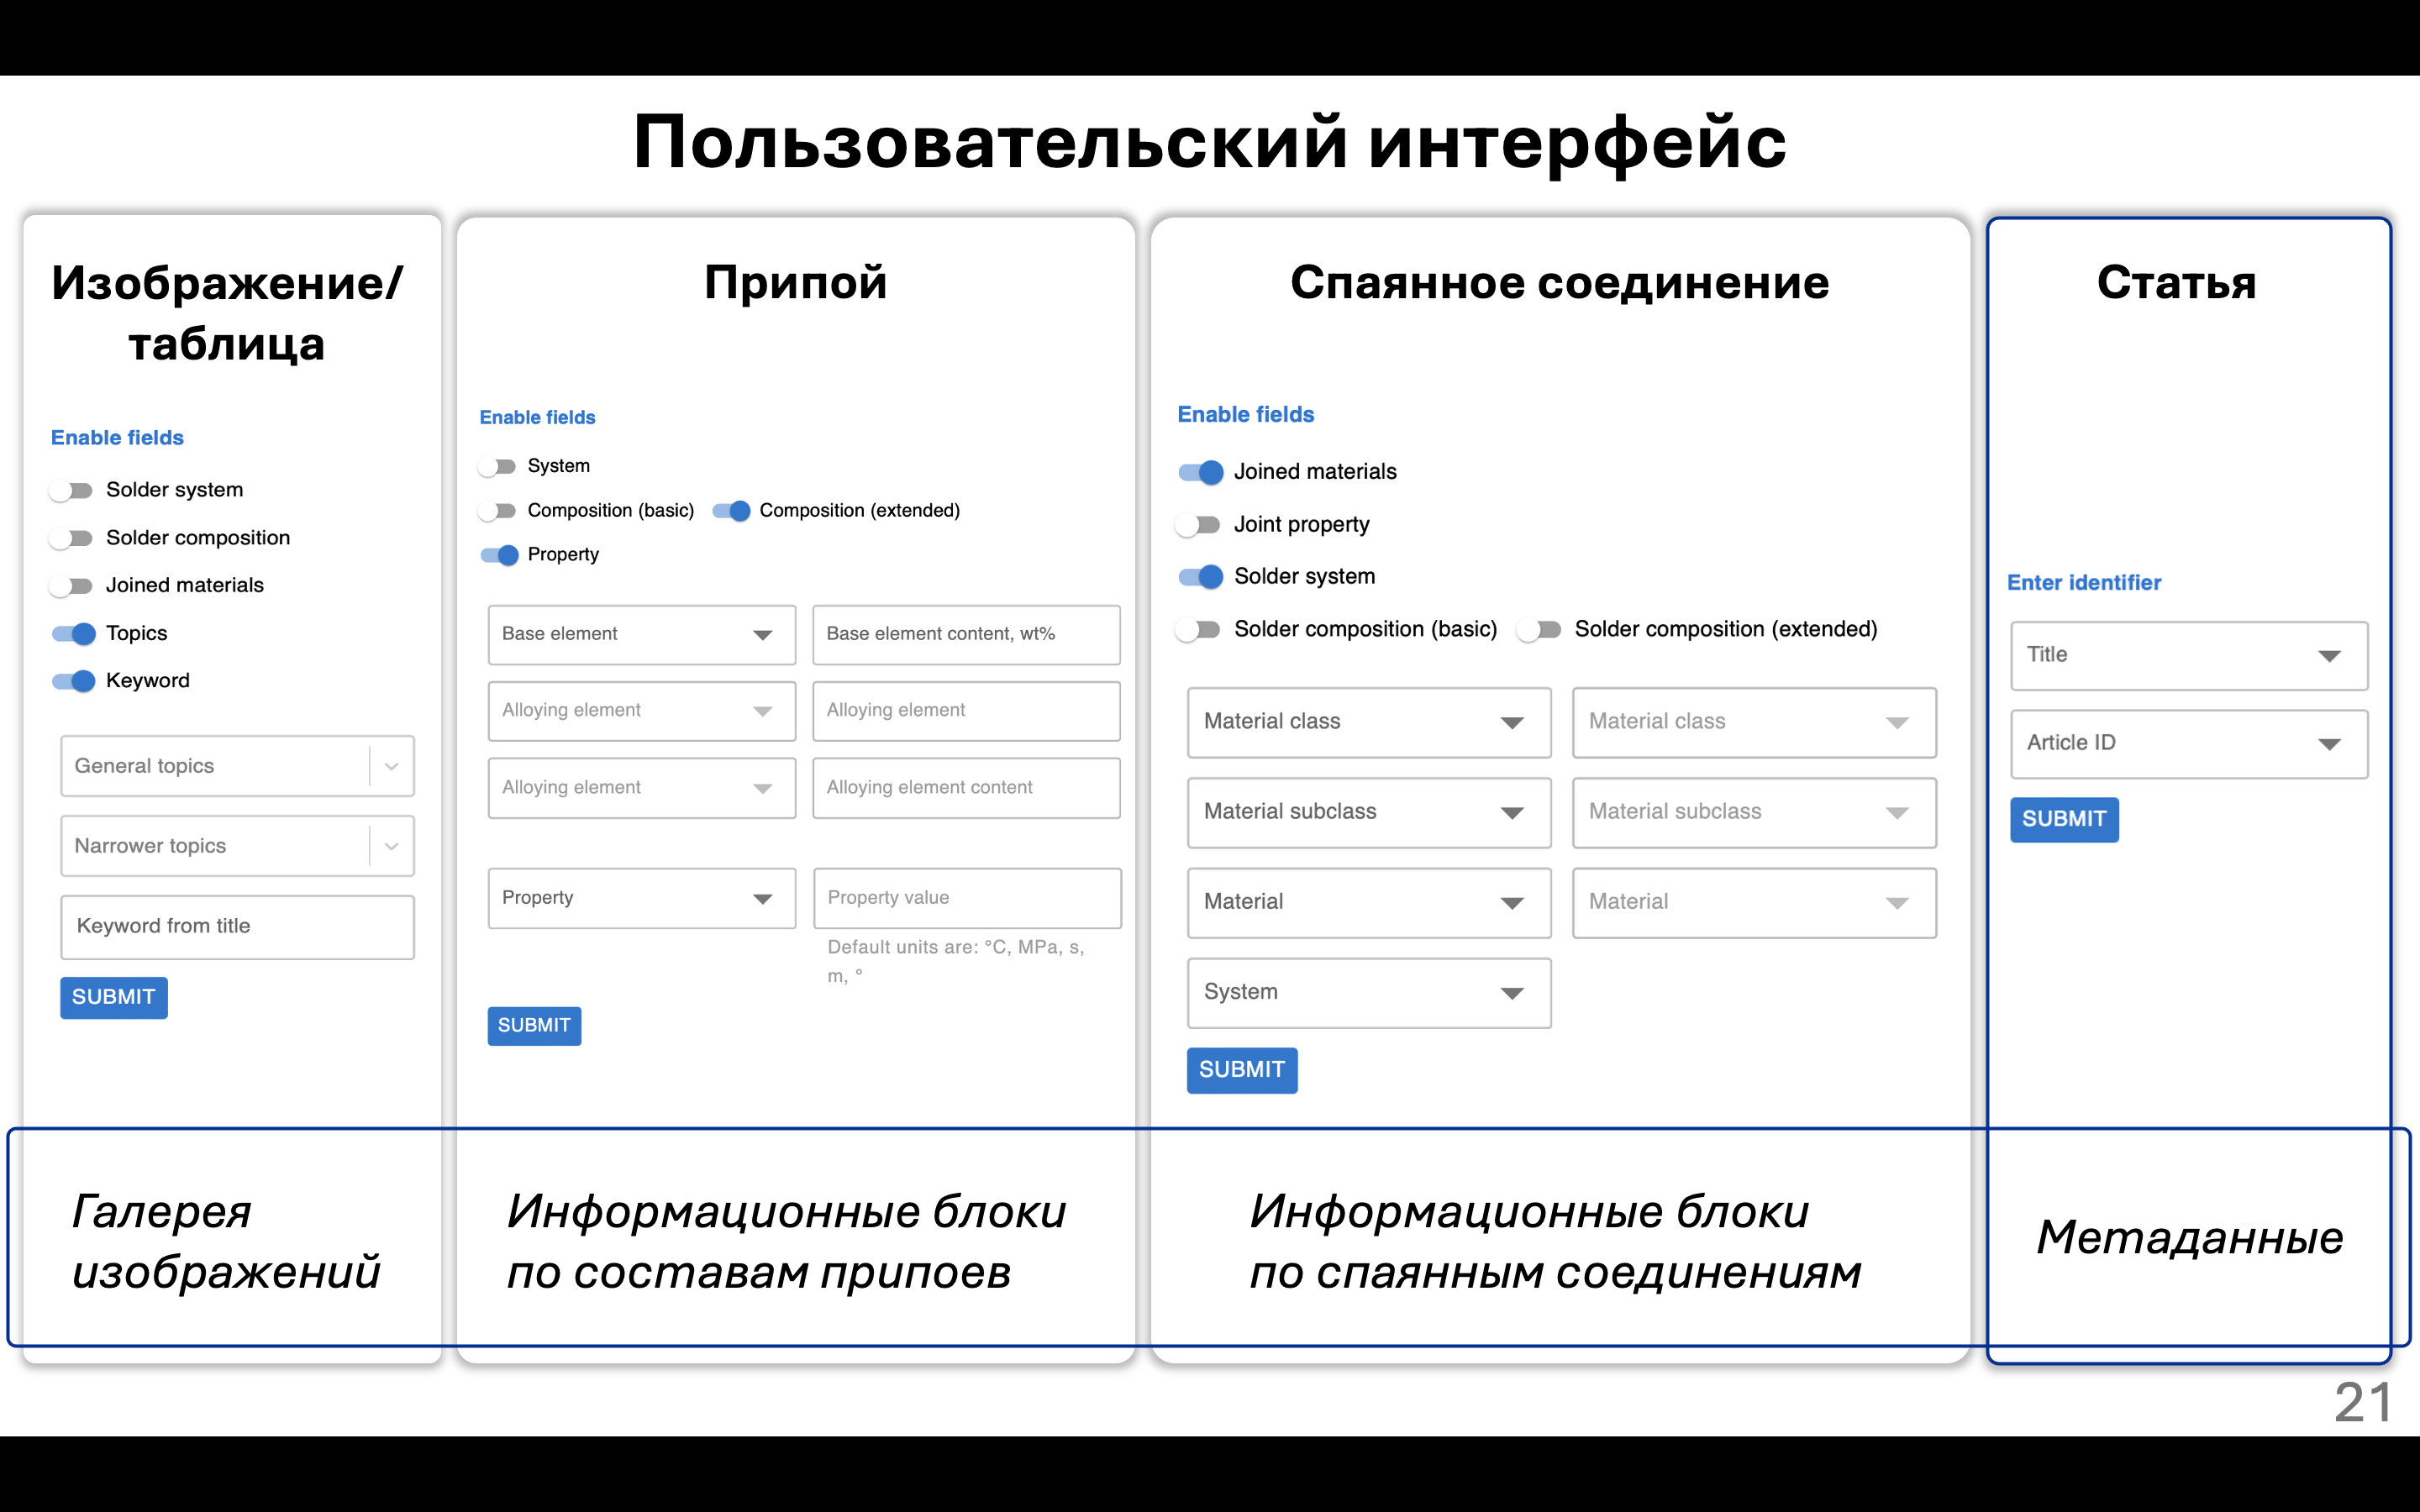 Пользовательский интерфейс
Изображение/
таблица
Enable fields
Solder system
Solder composition
Joined materials
Topics
Keyword
General topics
Narrower topics
Keyword from title
SUBMIT
Галерея
изображений
Припой
Enable fields
System
Composition (basic) Composition (extended)
Property
Base element Base element content, wt%
Alloying element Alloying element
Alloying element Alloying element content
Property Property value
Default units are: °C, MPa, s,
m, °
SUBMIT
Информационные блоки
по составам припоев
Спаянное соединение
Enable fields
Joined materials
Joint property
Solder system
Solder composition (basic) Solder composition (extended)
Material class Material class
Material subclass Material subclass
Material Material
System
SUBMIT
Информационные блоки
по спаянным соединениям
Статья
Enter identifier
Title
Article ID
SUBMIT
Метаданные
21